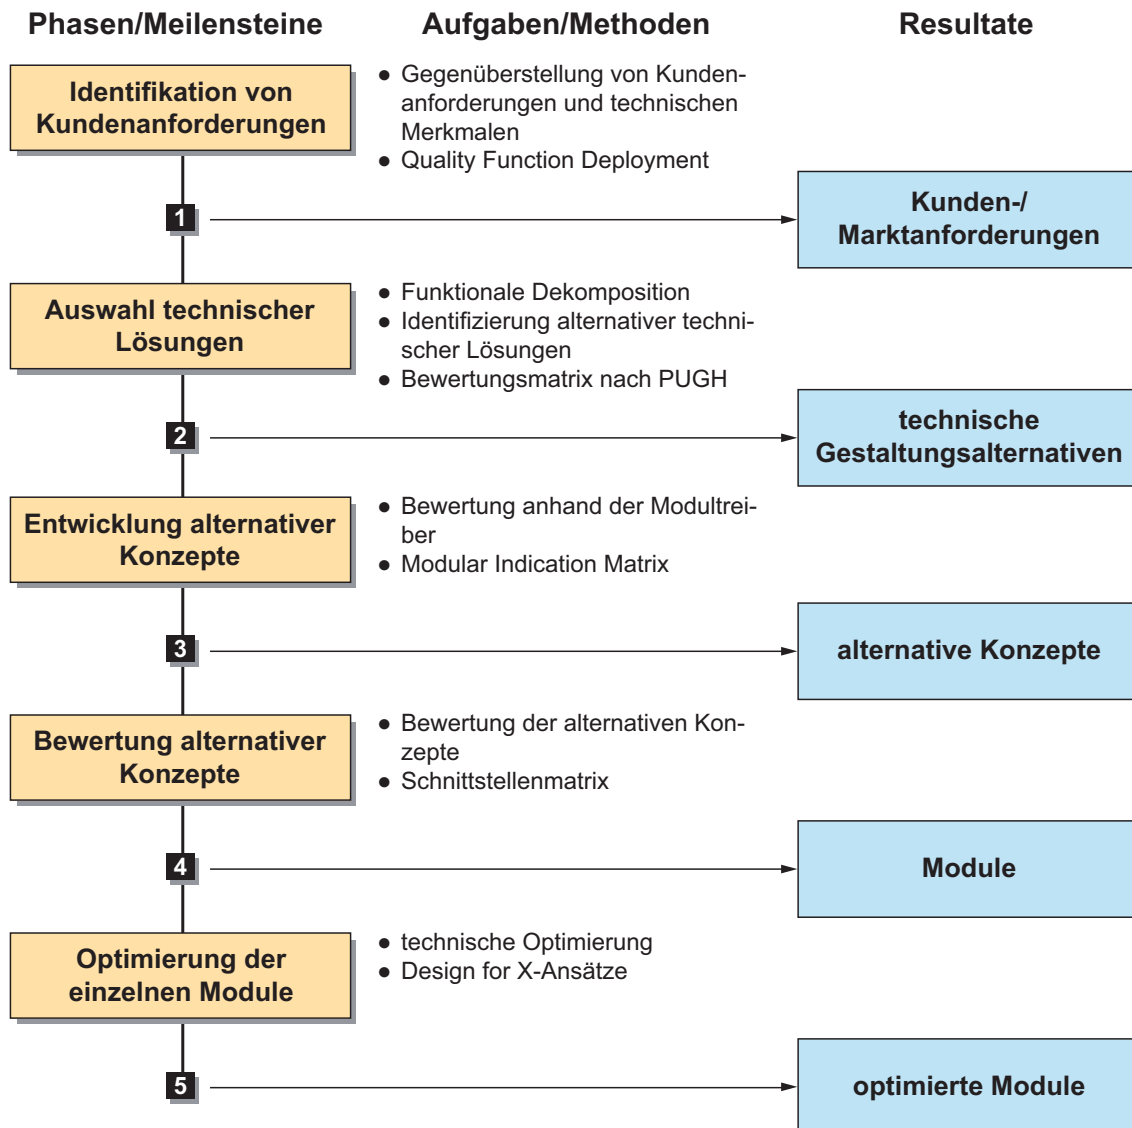 Phasen/Meilensteine
Aufgaben/Methoden
Resultate
Identifikation von
Kundenanforderungen
● Gegenüberstellung von Kunden-
anforderungen und technischen
Merkmalen
● Quality Function Deployment
1
Kunden-/
Marktanforderungen
Auswahl technischer
Lösungen
● Funktionale Dekomposition
● Identifizierung alternativer techni-
scher Lösungen
● Bewertungsmatrix nach PUGH
2
technische
Gestaltungsalternativen
Entwicklung alternativer
Konzepte
● Bewertung anhand der Modultrei-
ber
● Modular Indication Matrix
3
alternative Konzepte
Bewertung alternativer
Konzepte
● Bewertung der alternativen Kon-
zepte
● Schnittstellenmatrix
4
Module
Optimierung der
einzelnen Module
● technische Optimierung
● Design for X-Ansätze
5
optimierte Module